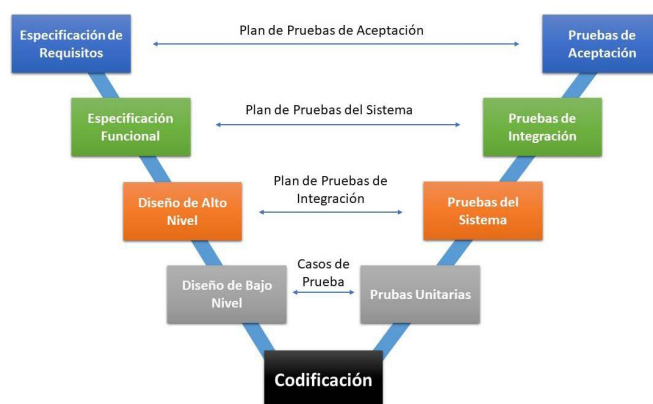 Especificación de
Requisitos
Plan de Pruebas de Aceptación
Pruebas de
Aceptación
Especificación
Funcional
Plan de Pruebas del Sistema
Pruebas de
Integración
Diseño de Alto
Nivel
Plan de Pruebas de
Integración
Pruebas del
Sistema
Diseño de Bajo
Nivel
Casos de
Prueba
Prubas Unitarias
Codificación